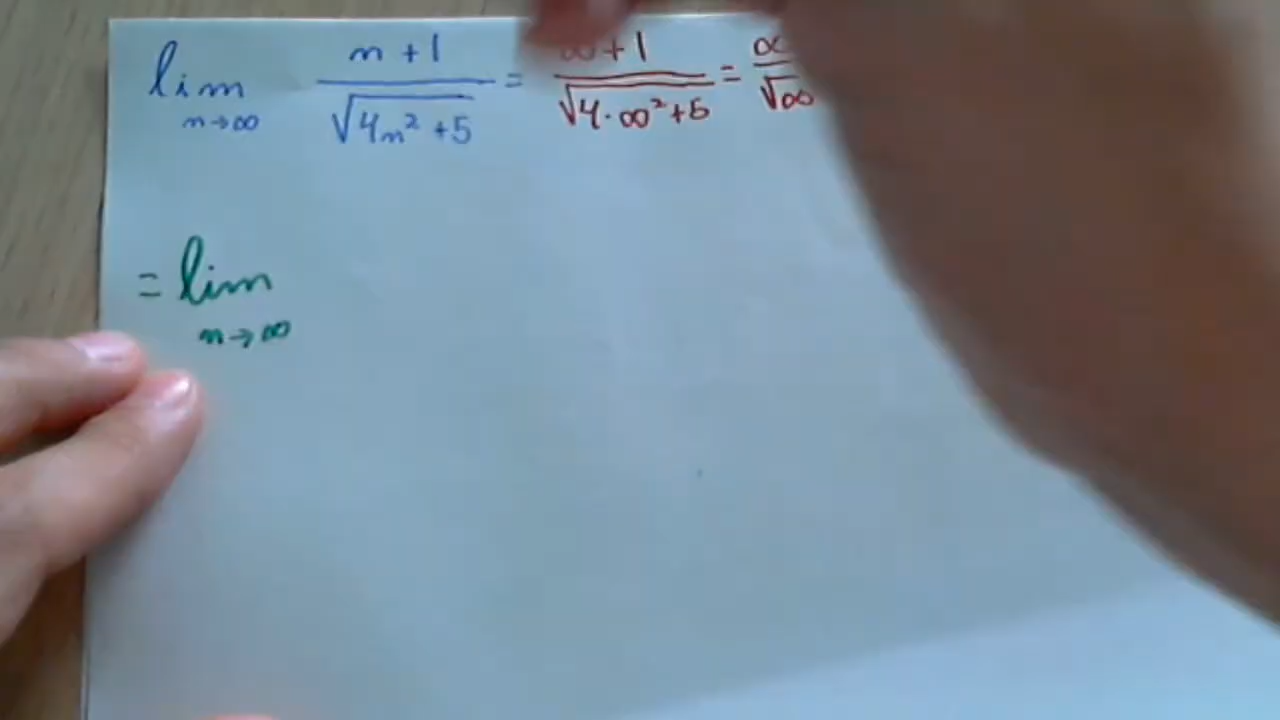 lim n→∞ n+1 / √4n²+5 = ∞+1 / √4·∞²+5 = ∞ / √∞
= lim n→∞